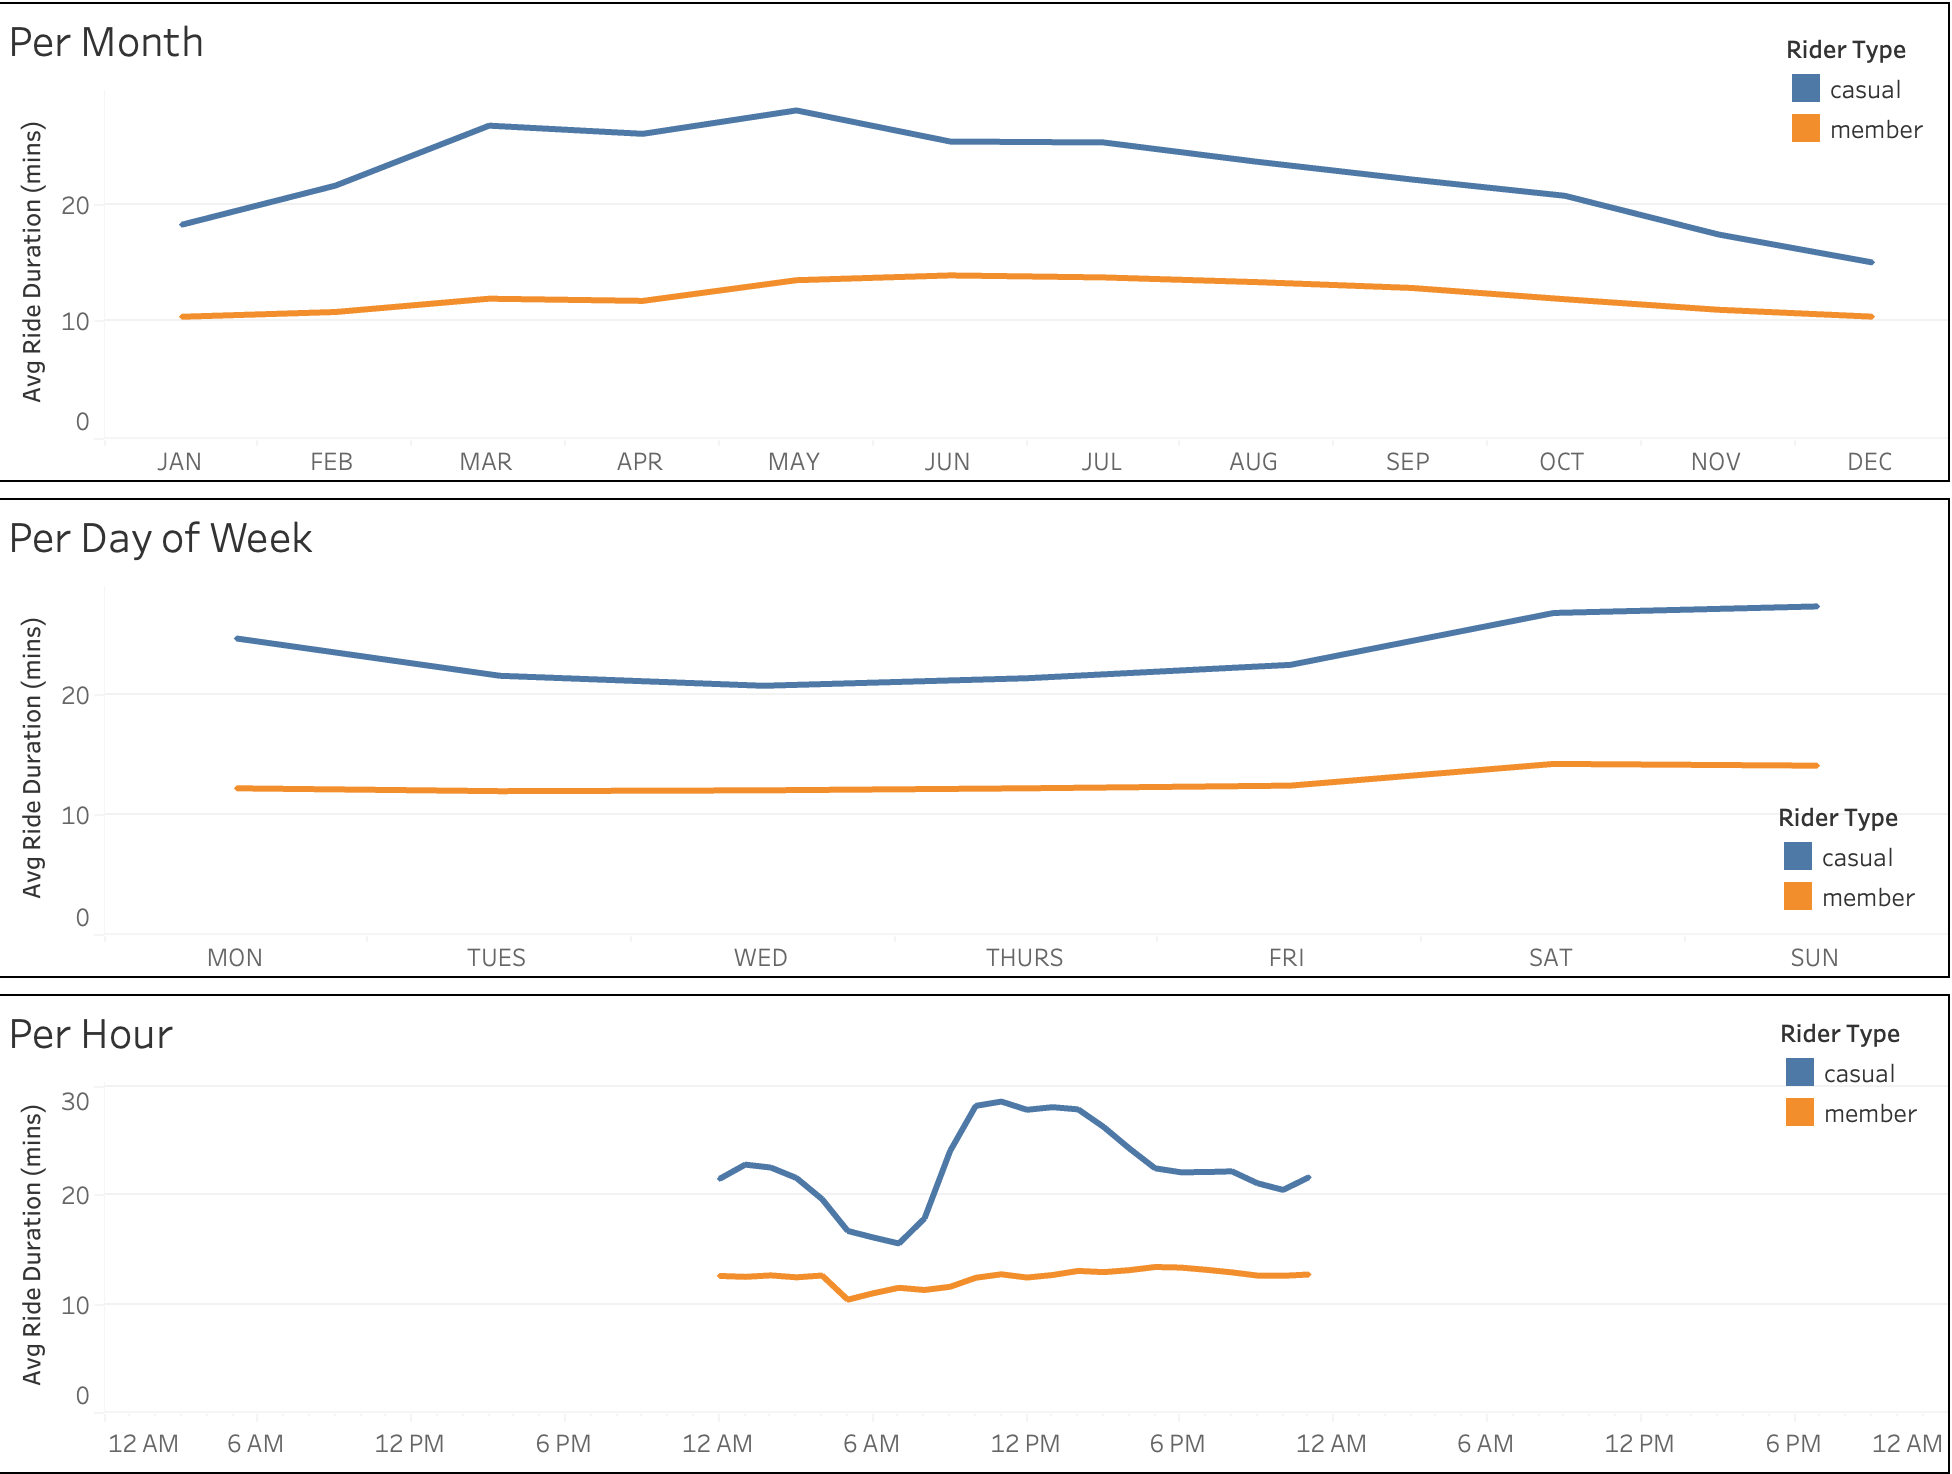 Per Month
Rider Type
casual
member
Avg Ride Duration (mins)
20
10
0
JAN FEB MAR APR MAY JUN JUL AUG SEP OCT NOV DEC
Per Day of Week
Avg Ride Duration (mins)
20
10
0
Rider Type
casual
member
MON TUES WED THURS FRI SAT SUN
Per Hour
Rider Type
casual
member
Avg Ride Duration (mins)
30
20
10
0
12 AM 6 AM 12 PM 6 PM 12 AM 6 AM 12 PM 6 PM 12 AM 6 AM 12 PM 6 PM 12 AM